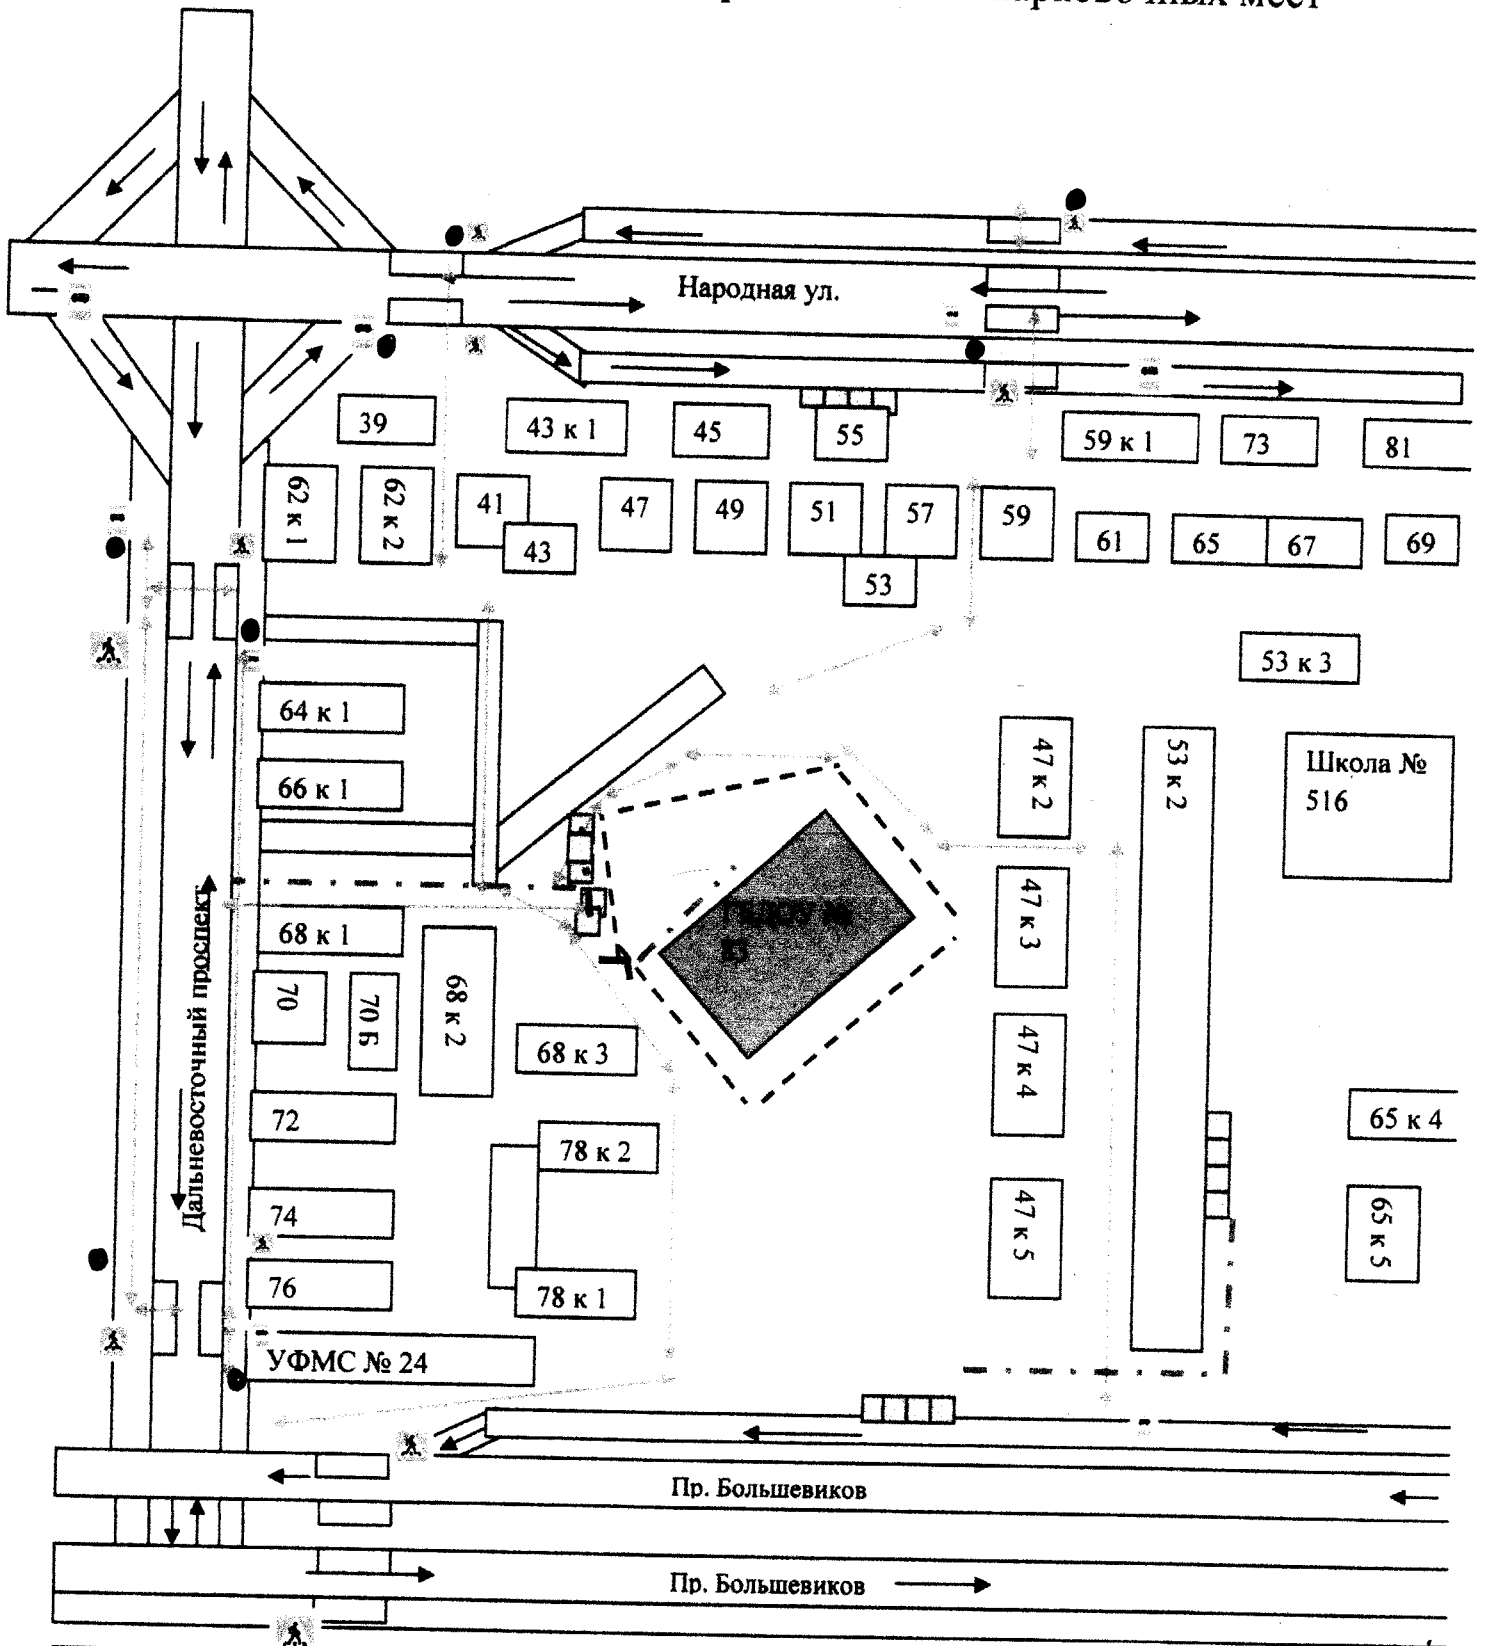 мест
Народная ул.
39
43 к 1
45
55
59 к 1
73
81
62 к 1
62 к 2
41
43
47
49
51
57
59
61
65
67
69
53
53 к 3
64 к 1
66 к 1
47 к 2
53 к 2
Школа №
516
68 к 1
47 к 3
Дальневосточный проспект
70
70 Б
68 к 2
68 к 3
47 к 4
72
78 к 2
65 к 4
74
47 к 5
65 к 5
76
78 к 1
УФМС № 24
Пр. Большевиков
Пр. Большевиков